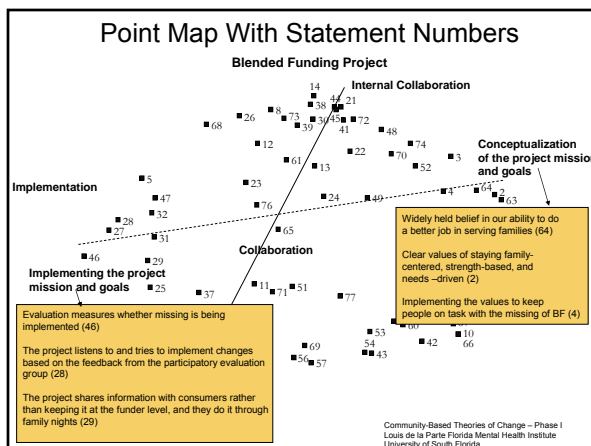 Point Map With Statement Numbers
Blended Funding Project
14
Internal Collaboration
44 21
38
8
26 73 30 45 72
68 39 41 48
12 74
22 70 3
61 13 52
Conceptualization
of the project mission
and goals
Implementation
5
23
47 4 64 2
24 49 63
32 76
28
27 31 65
46 29
Collaboration
Implementing the project
mission and goals
25 37 11 71 51
77
Widely held belief in our ability to do
a better job in serving families (64)
Clear values of staying family-
centered, strength-based, and
needs –driven (2)
Implementing the values to keep
people on task with the missing of BF (4)
Evaluation measures whether missing is being
implemented (46)
The project listens to and tries to implement changes
based on the feedback from the participatory evaluation
group (28)
The project shares information with consumers rather
than keeping it at the funder level, and they do it through
family nights (29)
53 60 10
69 54 42 66
56 57 43
Community-Based Theories of Change – Phase I
Louis de la Parte Florida Mental Health Institute
University of South Florida